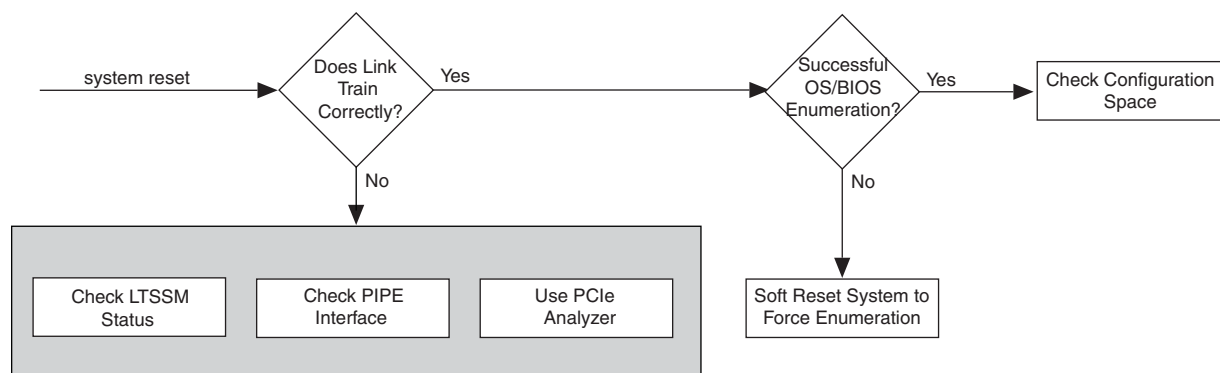 system reset
Does Link
Train
Correctly?
Yes
No
Successful
OS/BIOS
Enumeration?
Yes
No
Check Configuration
Space
Check LTSSM
Status
Check PIPE
Interface
Use PCIe
Analyzer
Soft Reset System to
Force Enumeration